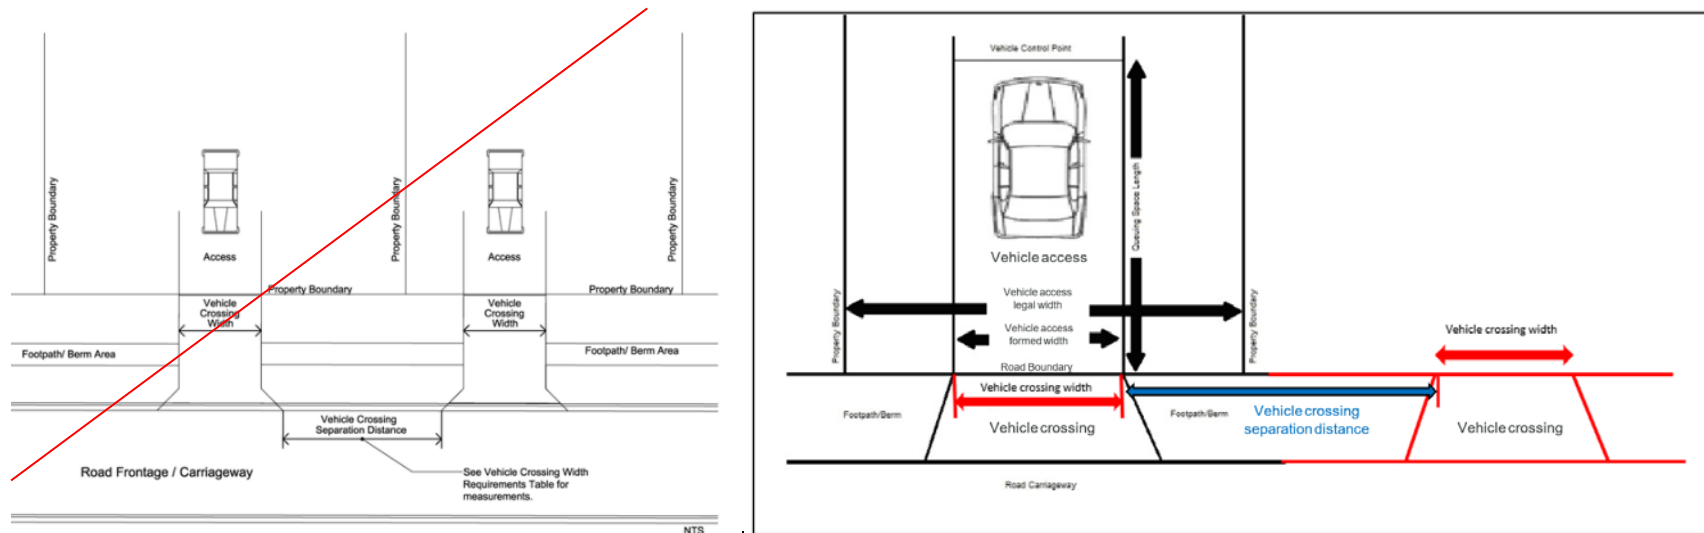 Property Boundary
Property Boundary
Property Boundary
Access
Access
Property Boundary
Property Boundary
Vehicle
Crossing
Width
Vehicle
Crossing
Width
Footpath/ Berm Area
Footpath/ Berm Area
Vehicle Crossing
Separation Distance
Road Frontage / Carriageway
See Vehicle Crossing Width
Requirements Table for
measurements.
NTS
Vehicle Control Point
Queuing Space Length
Vehicle access
Vehicle access
legal width
Property Boundary
Property Boundary
Vehicle access
formed width
Road Boundary
Vehicle crossing width
Vehicle crossing width
Footpath/Berm
Footpath/Berm
Vehicle crossing
Vehicle crossing
separation distance
Vehicle crossing
Road Carriageway